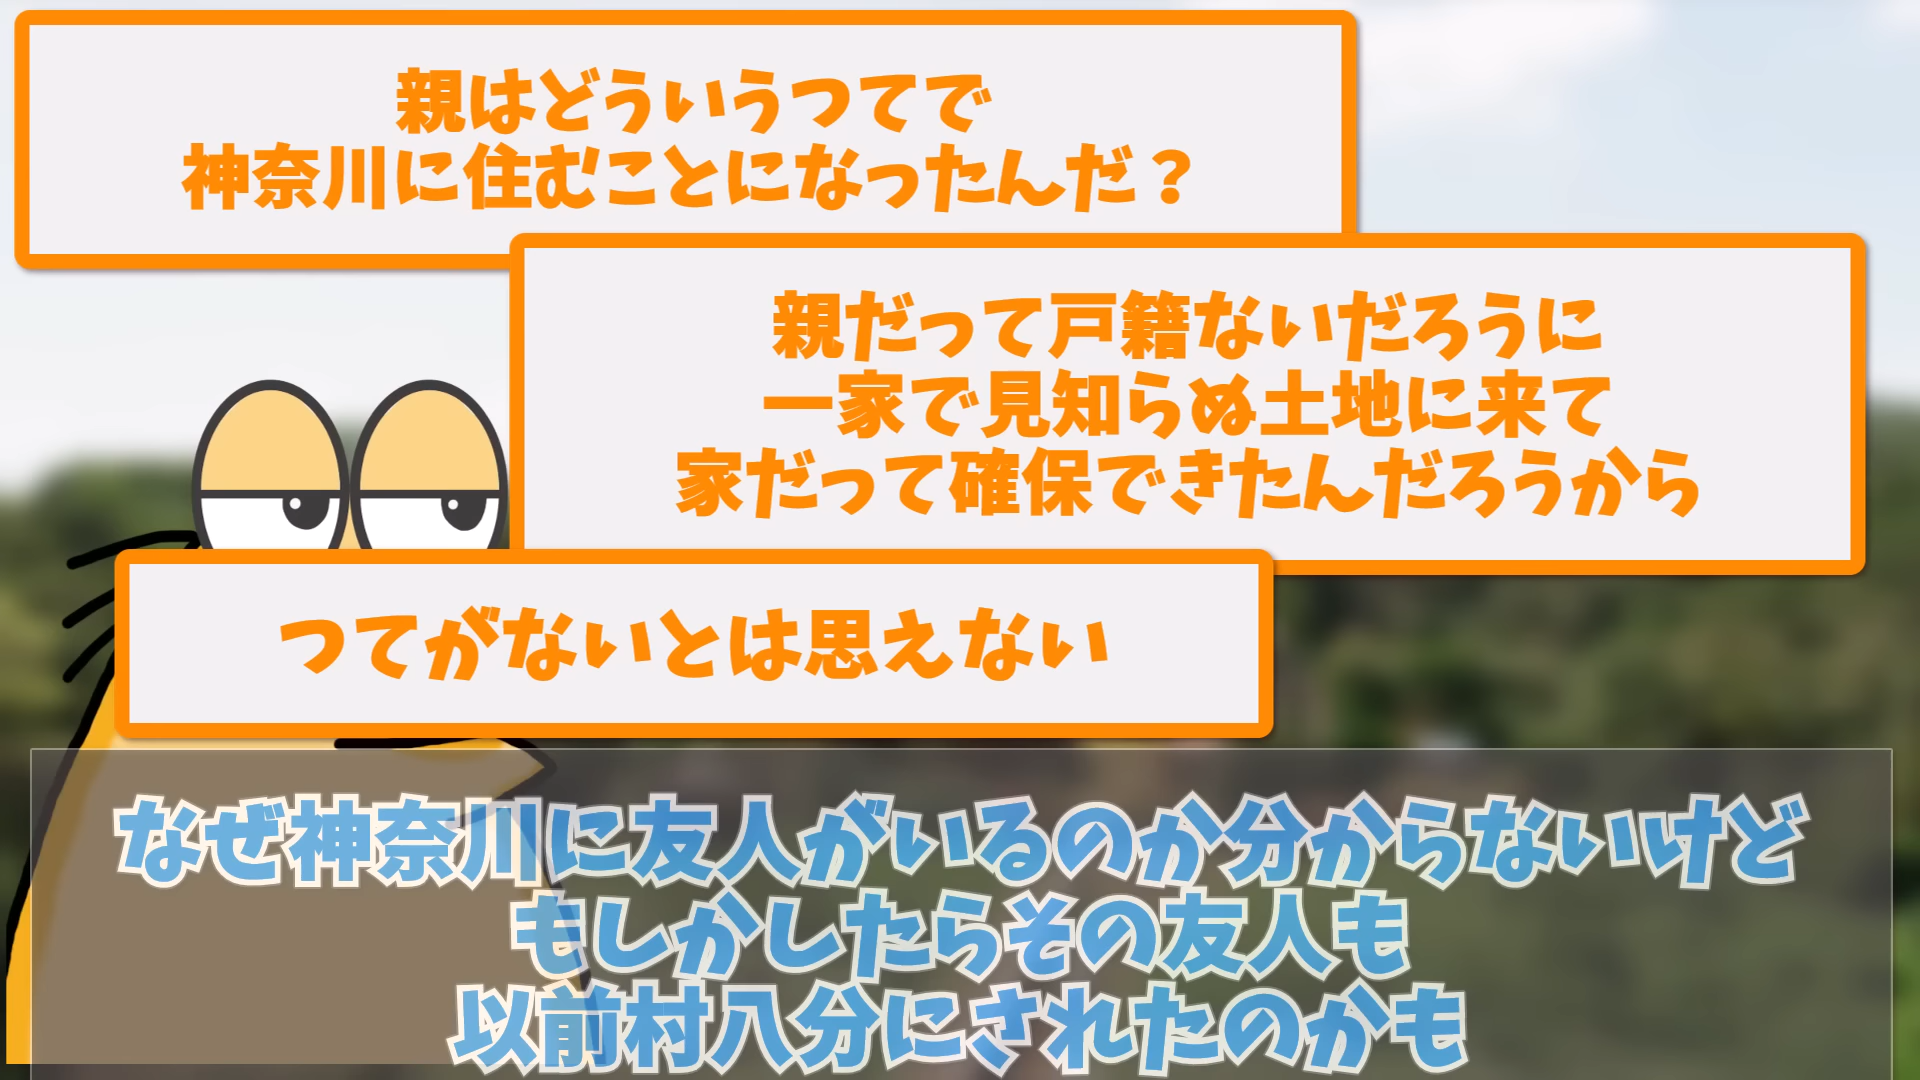 親はどういうつてで
神奈川に住むことになったんだ？
親だって戸籍ないだろうに
一家で見知らぬ土地に来て
家だって確保できたんだろうから
つてがないとは思えない
なぜ神奈川に友人がいるのか分からないけど
もしかしたらその友人も
以前村八分にされたのかも